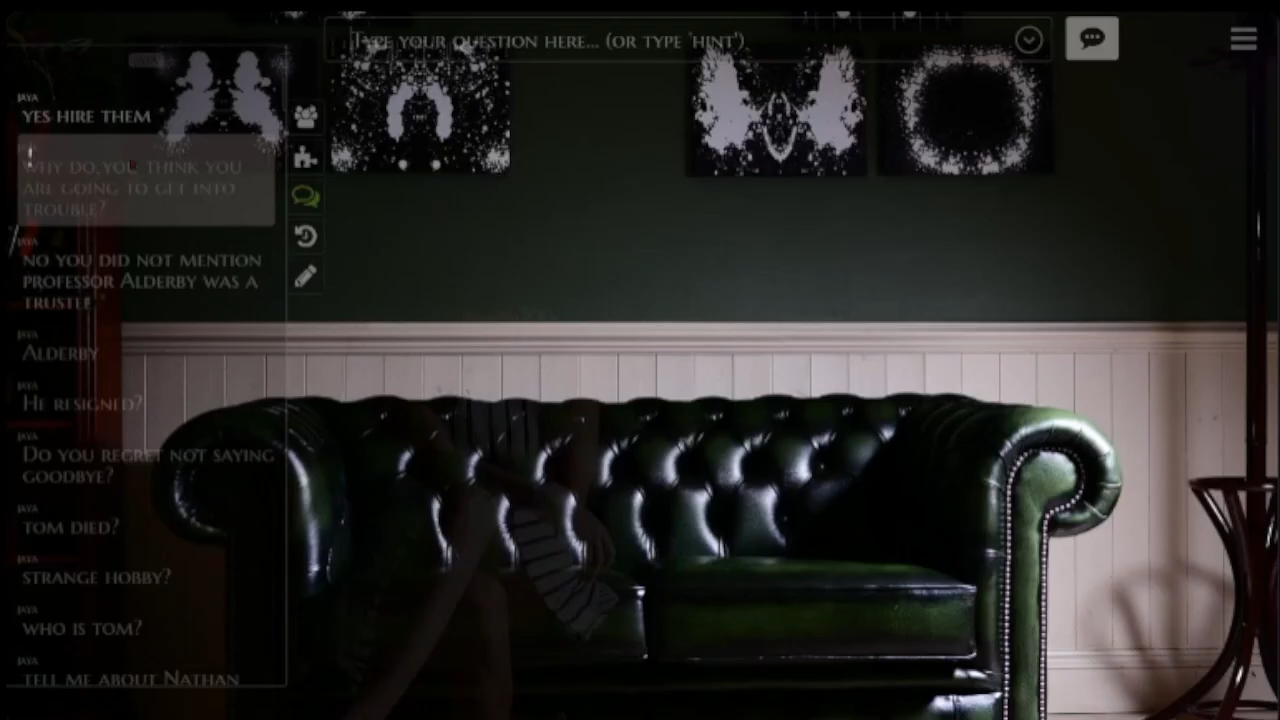 Type your question here... (or type 'hint')
JAYA
JAYA
YES HIRE THEM
WHY DO YOU THINK YOU
ARE GOING TO GET INTO
TROUBLE?
JAYA
NO YOU DID NOT MENTION
PROFESSOR ALDERBY WAS A
TRUSTEE
JAYA
ALDERBY
JAYA
HE RESIGNED?
JAYA
DO YOU REGRET NOT SAYING
GOODBYE?
JAYA
TOM DIED?
JAYA
STRANGE HOBBY?
JAYA
WHO IS TOM?
JAYA
TELL ME ABOUT NATHAN